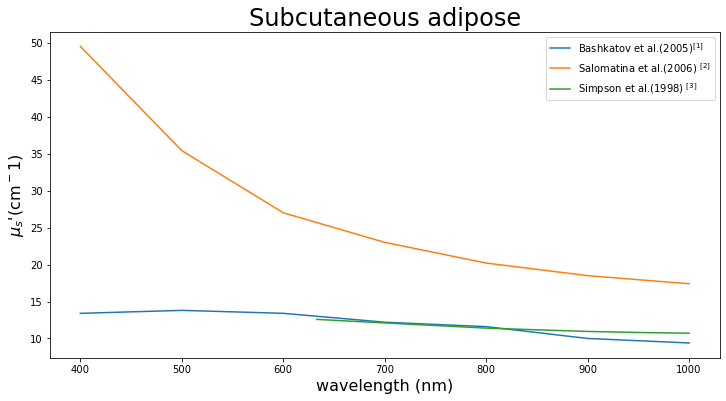 Subcutaneous adipose
50
45
40
35
30
25
20
15
10
μs'(cm⁻1)
Bashkatov et al.(2005)[1]
Salomatina et al.(2006) [2]
Simpson et al.(1998) [3]
400 500 600 700 800 900 1000
wavelength (nm)